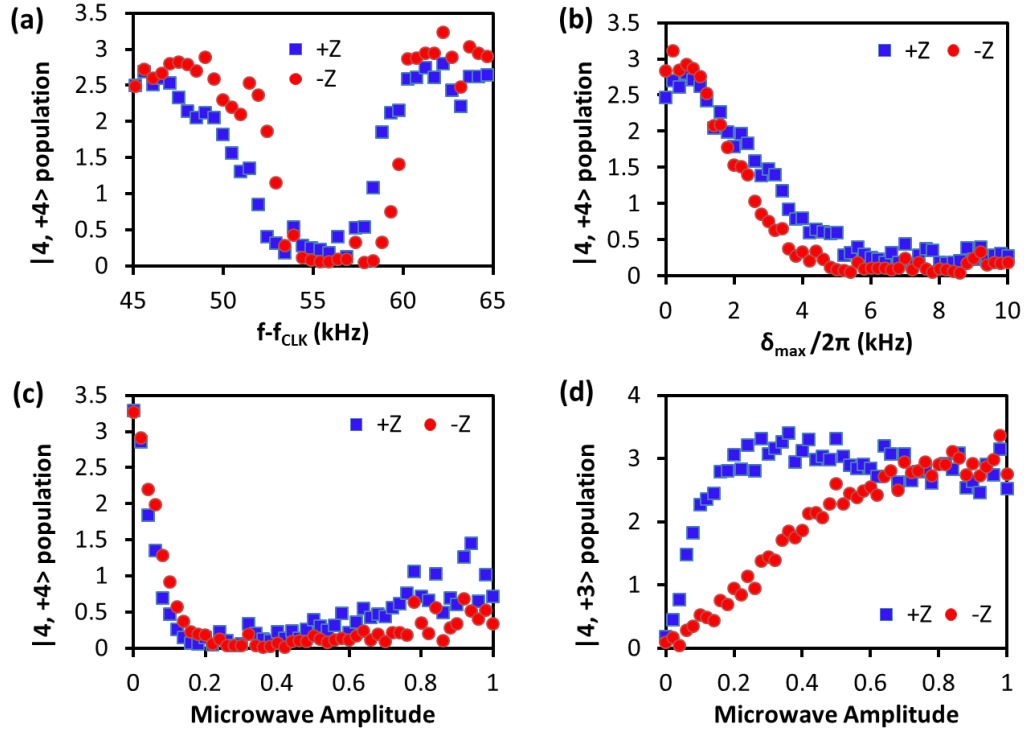 (a)
|4, +4> population
3.5
3
2.5
2
1.5
1
0.5
0
+Z
-Z
45
50
55
60
65
f-fCLK (kHz)
(b)
|4, +4> population
3.5
3
2.5
2
1.5
1
0.5
0
+Z
-Z
0
2
4
6
8
10
δmax/2π (kHz)
(c)
|4, +4> population
3.5
3
2.5
2
1.5
1
0.5
0
+Z
-Z
0
0.2
0.4
0.6
0.8
1
Microwave Amplitude
(d)
|4, +3> population
4
3
2
1
0
+Z
-Z
0
0.2
0.4
0.6
0.8
1
Microwave Amplitude